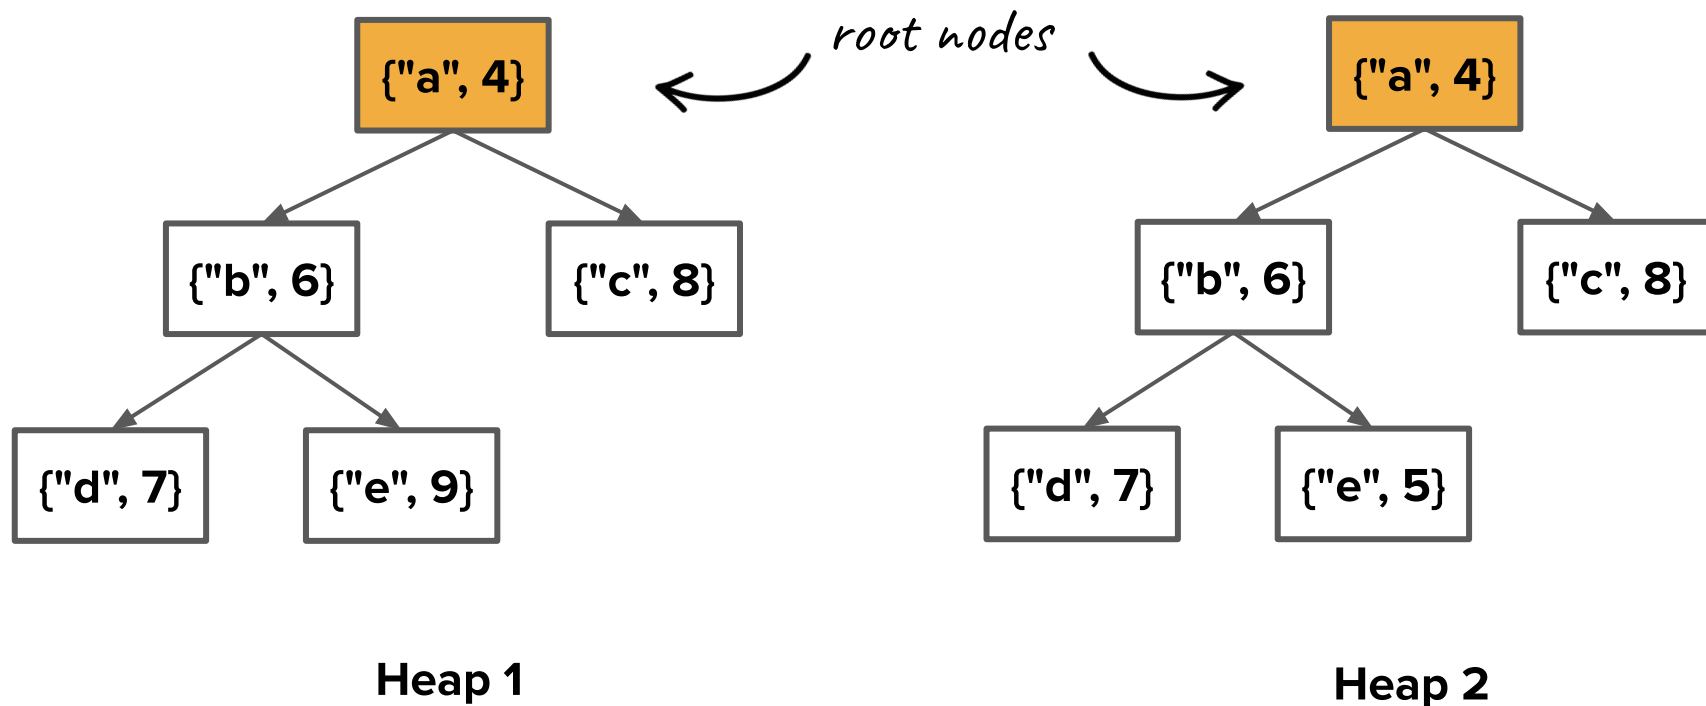 root nodes
{"a", 4}
{"a", 4}
{"b", 6}
{"c", 8}
{"b", 6}
{"c", 8}
{"d", 7}
{"e", 9}
{"d", 7}
{"e", 5}
Heap 1
Heap 2